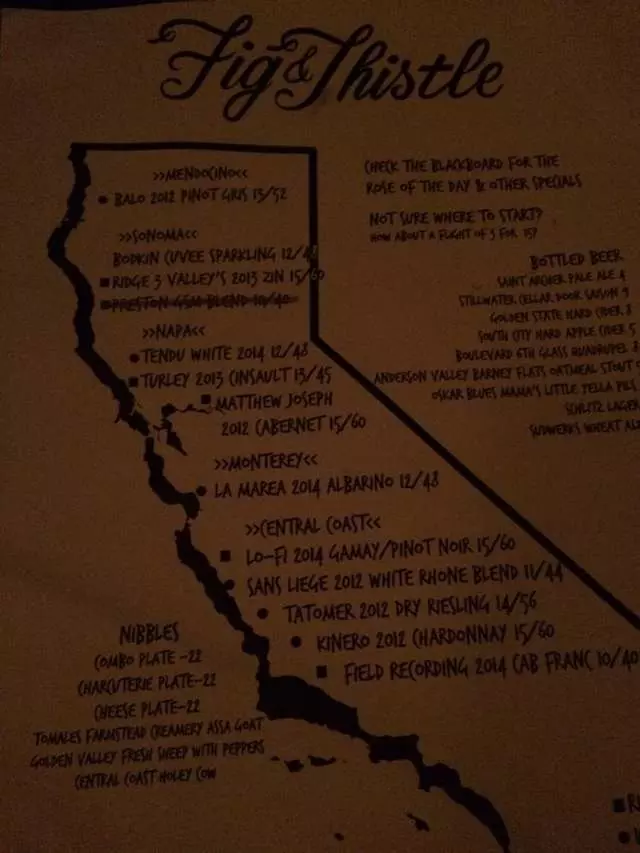 Fig & Thistle
>>MENDOCINO<<
BALO 2012 PINOT GRIS 13/52
>>SONOMA<<
BODKIN CUVEE SPARKLING 12/48
RIDGE 3 VALLEY'S 2013 ZIN 15/60
PRESTON GSM BLEND 10/40
>>NAPA<<
TENDU WHITE 2014 12/48
TURLEY 2013 CINSAULT 13/45
MATTHEW JOSEPH
2012 CABERNET 15/60
>>MONTEREY<<
LA MAREA 2014 ALBARINO 12/48
>>CENTRAL COAST<<
LO-FI 2014 GAMAY/PINOT NOIR 15/60
SANS LIEGE 2012 WHITE RHONE BLEND 11/44
TATOMER 2012 DRY RIESLING 14/56
KINERO 2012 CHARDONNAY 15/60
FIELD RECORDING 2014 CAB FRANC 10/40
CHECK THE BLACKBOARD FOR THE
ROSE OF THE DAY & OTHER SPECIALS
NOT SURE WHERE TO START?
HOW ABOUT A FLIGHT OF 3 FOR 15?
BOTTLED BEER
SAINT ARCHER PALE ALE 4
STILLWATER CELLAR DOOR SAISON 9
GOLDEN STATE HARD CIDER 8
SOUTH CITY HARD APPLE CIDER 5
BOULEVARD 6TH GLASS QUADRUPEL 8
ANDERSON VALLEY BARNEY FLATS OATMEAL STOUT
OSKAR BLUES MAMA'S LITTLE YELLA PILS
SCHLITZ LAGER
SUDWERKS WHEAT
NIBBLES
COMBO PLATE -22
CHARCUTERIE PLATE-22
CHEESE PLATE-22
TOMALES FARMSTEAD CREAMERY ASSA GOAT
GOLDEN VALLEY FRESH SHEEP WITH PEPPERS
CENTRAL COAST HOLEY COW